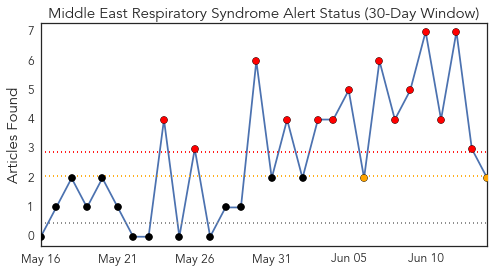 Middle East Respiratory Syndrome Alert Status (30-Day Window)
Articles Found
7
6
5
4
3
2
1
0
May 16
May 21
May 26
May 31
Jun 05
Jun 10